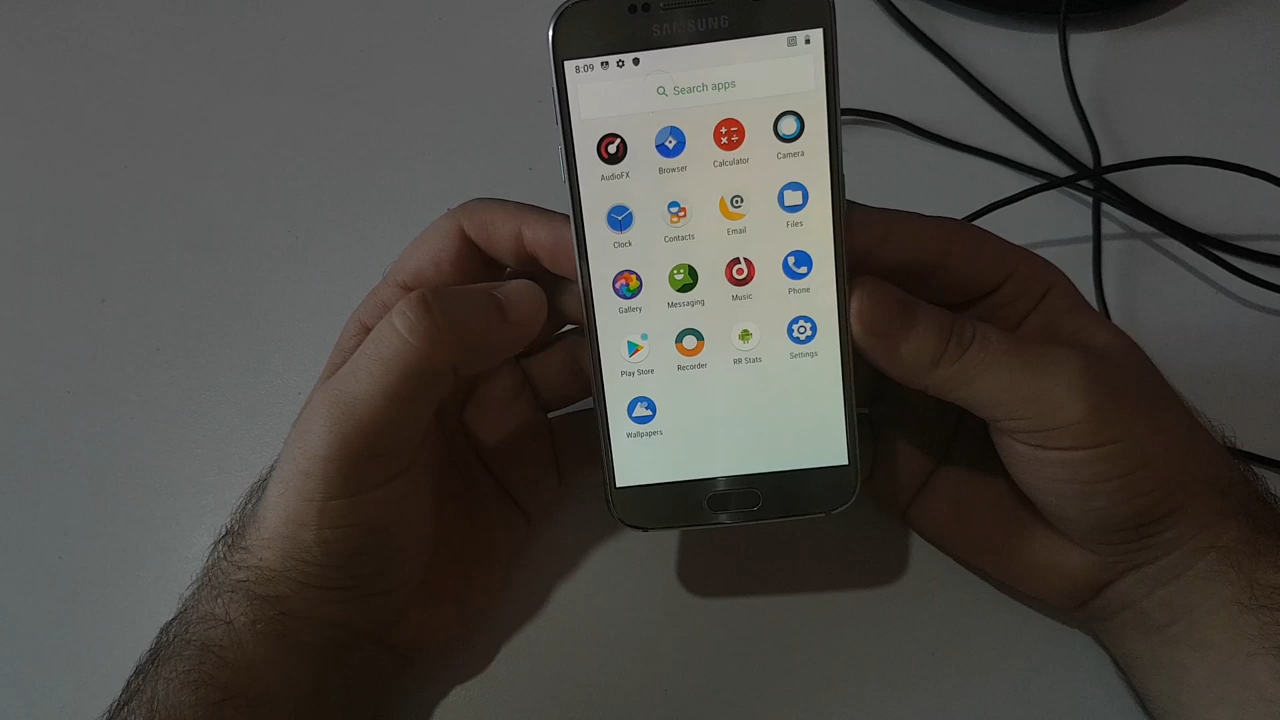 SAMSUNG
8:09
Search apps
AudioFX Browser Calculator Camera
Clock Contacts Email Files
Gallery Messaging Music Phone
Play Store Recorder RR Stats Settings
Wallpapers